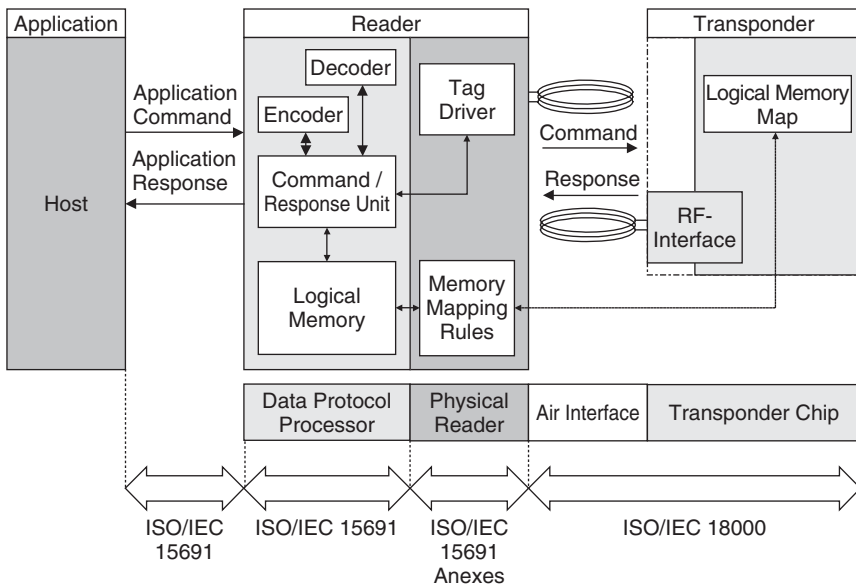 Application
Reader
Transponder
Host
Application
Command
Application
Response
Encoder
Decoder
Command /
Response Unit
Logical
Memory
Tag
Driver
Memory
Mapping
Rules
Command
Response
Logical Memory
Map
RF-
Interface
Data Protocol
Processor
Physical
Reader
Air Interface
Transponder Chip
ISO/IEC
15691
ISO/IEC 15691
ISO/IEC
15691
Anexes
ISO/IEC 18000